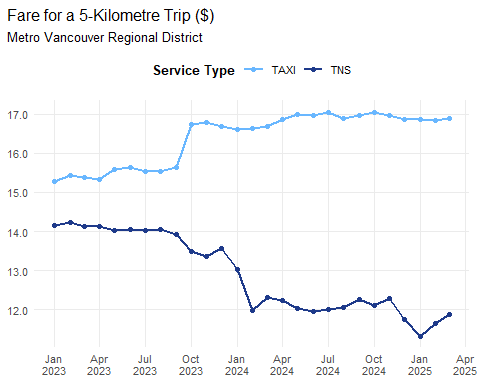 Fare for a 5-Kilometre Trip ($)
Metro Vancouver Regional District
Service Type TAXI TNS
17.0
16.0
15.0
14.0
13.0
12.0
Jan Apr Jul Oct Jan Apr Jul Oct Jan Apr
2023 2023 2023 2023 2024 2024 2024 2024 2025 2025